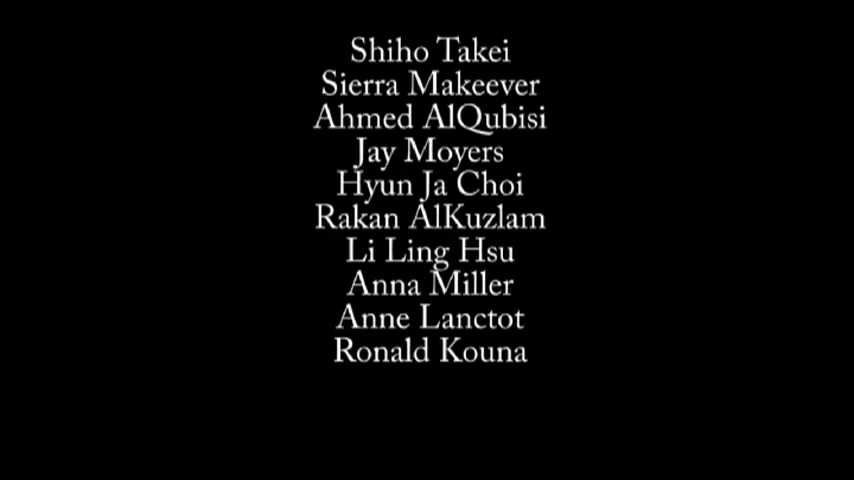 Shiho Takei
Sierra Makeever
Ahmed AlQubisi
Jay Moyers
Hyun Ja Choi
Rakan AlKuzlam
Li Ling Hsu
Anna Miller
Anne Lanctot
Ronald Kouna